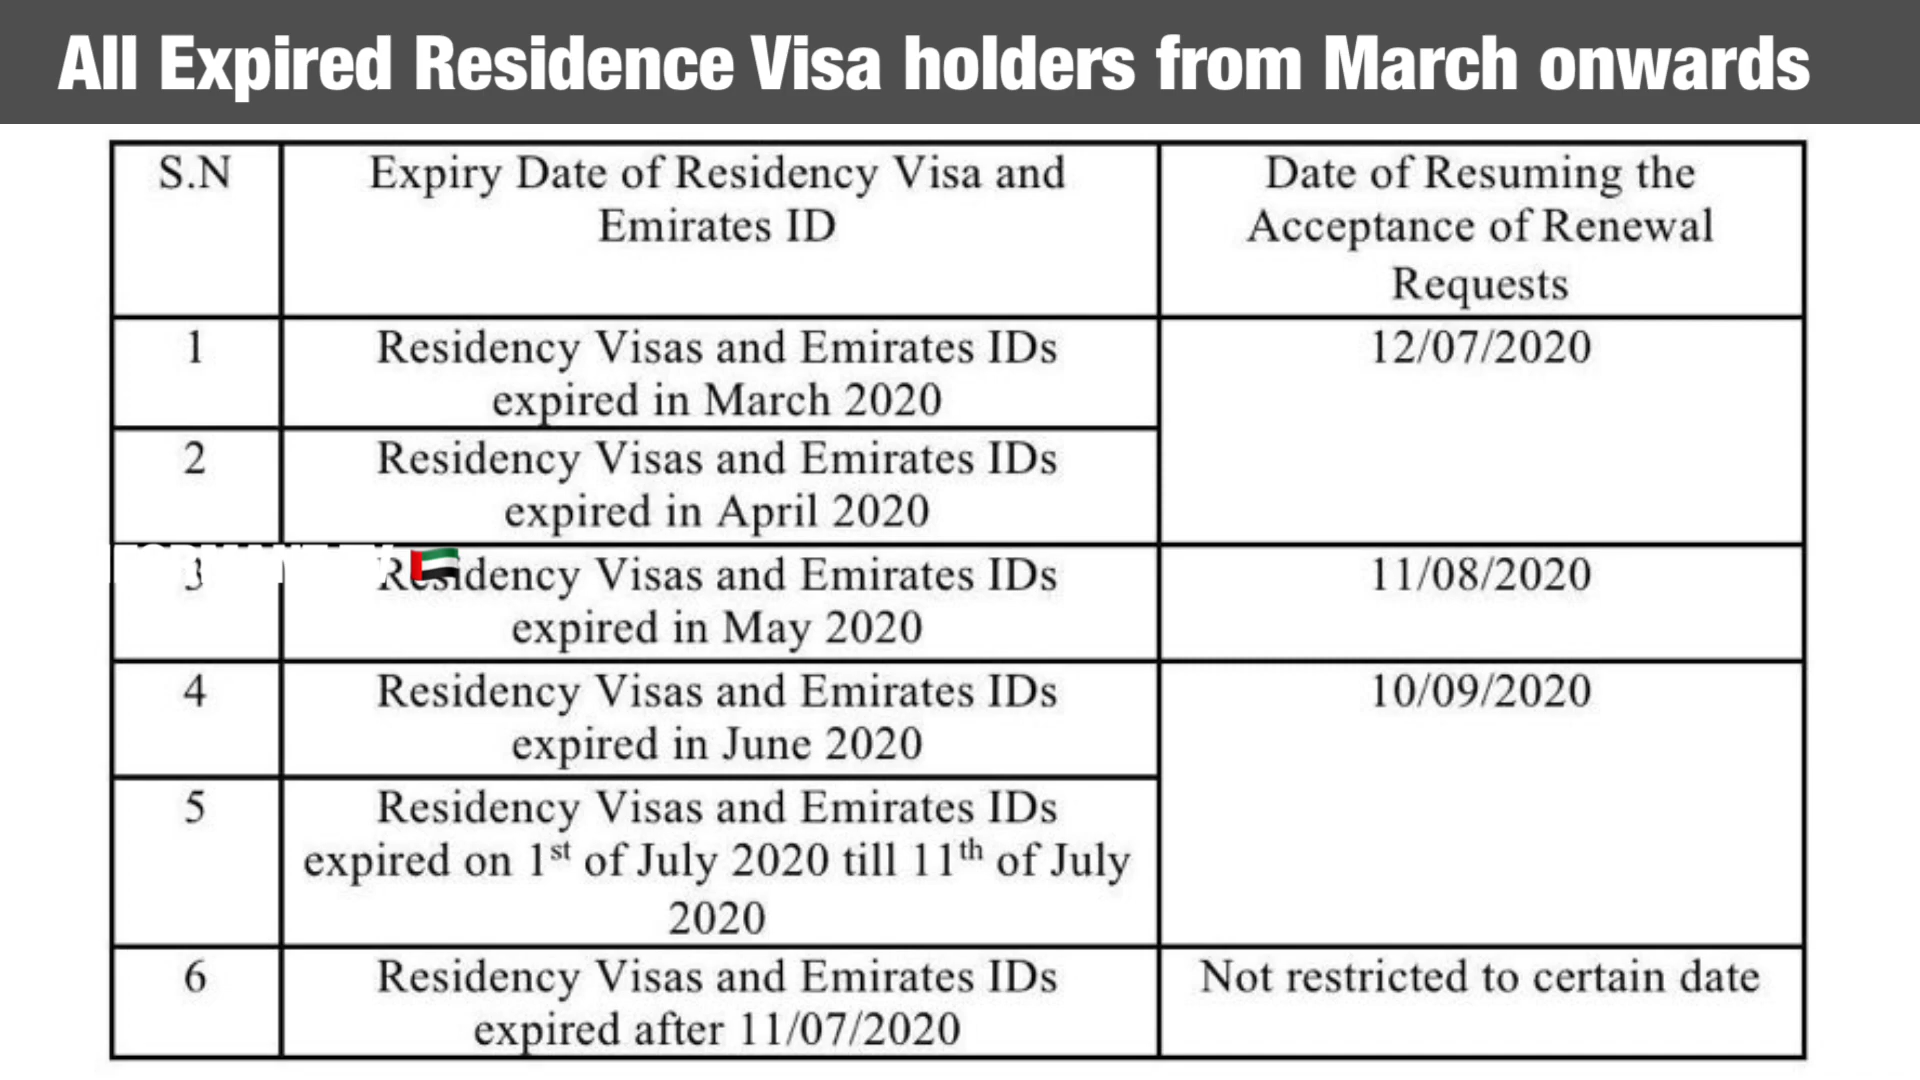 All Expired Residence Visa holders from March onwards
S.N
Expiry Date of Residency Visa and
Emirates ID
Date of Resuming the
Acceptance of Renewal
Requests
1
Residency Visas and Emirates IDs
expired in March 2020
12/07/2020
2
Residency Visas and Emirates IDs
expired in April 2020
3
Residency Visas and Emirates IDs
expired in May 2020
11/08/2020
4
Residency Visas and Emirates IDs
expired in June 2020
10/09/2020
5
Residency Visas and Emirates IDs
expired on 1st of July 2020 till 11th of July
2020
6
Residency Visas and Emirates IDs
expired after 11/07/2020
Not restricted to certain date